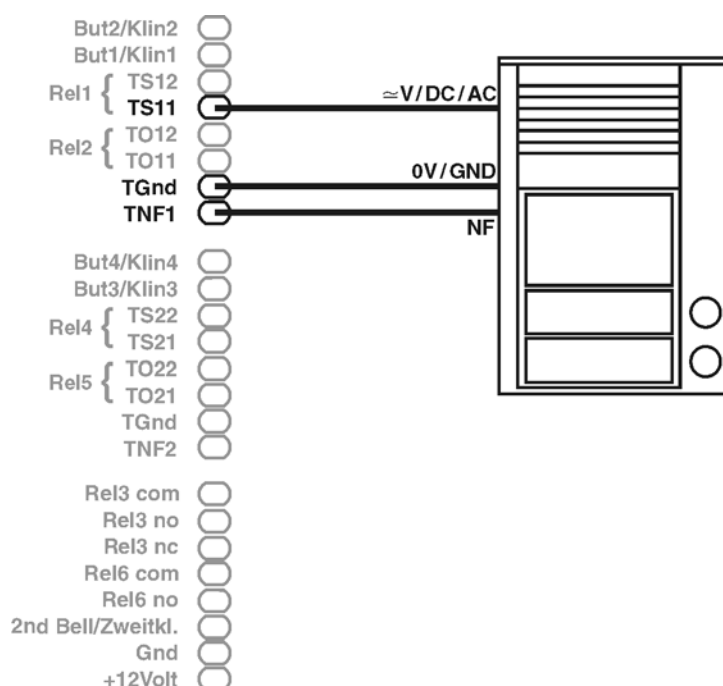 But2/Klin2
But1/Klin1
Rel1 { TS12
TS11
≃V/DC/AC
Rel2 { TO12
TO11
TGnd
0V/GND
TNF1
NF
But4/Klin4
But3/Klin3
Rel4 { TS22
TS21
Rel5 { TO22
TO21
TGnd
TNF2
Rel3 com
Rel3 no
Rel3 nc
Rel6 com
Rel6 no
2nd Bell/Zweitkl.
Gnd
+12Volt